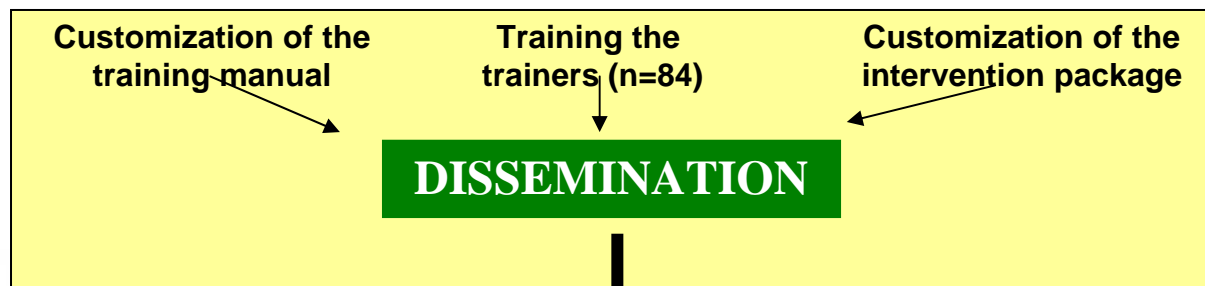 Customization of the
training manual
Training the
trainers (n=84)
Customization of the
intervention package
DISSEMINATION